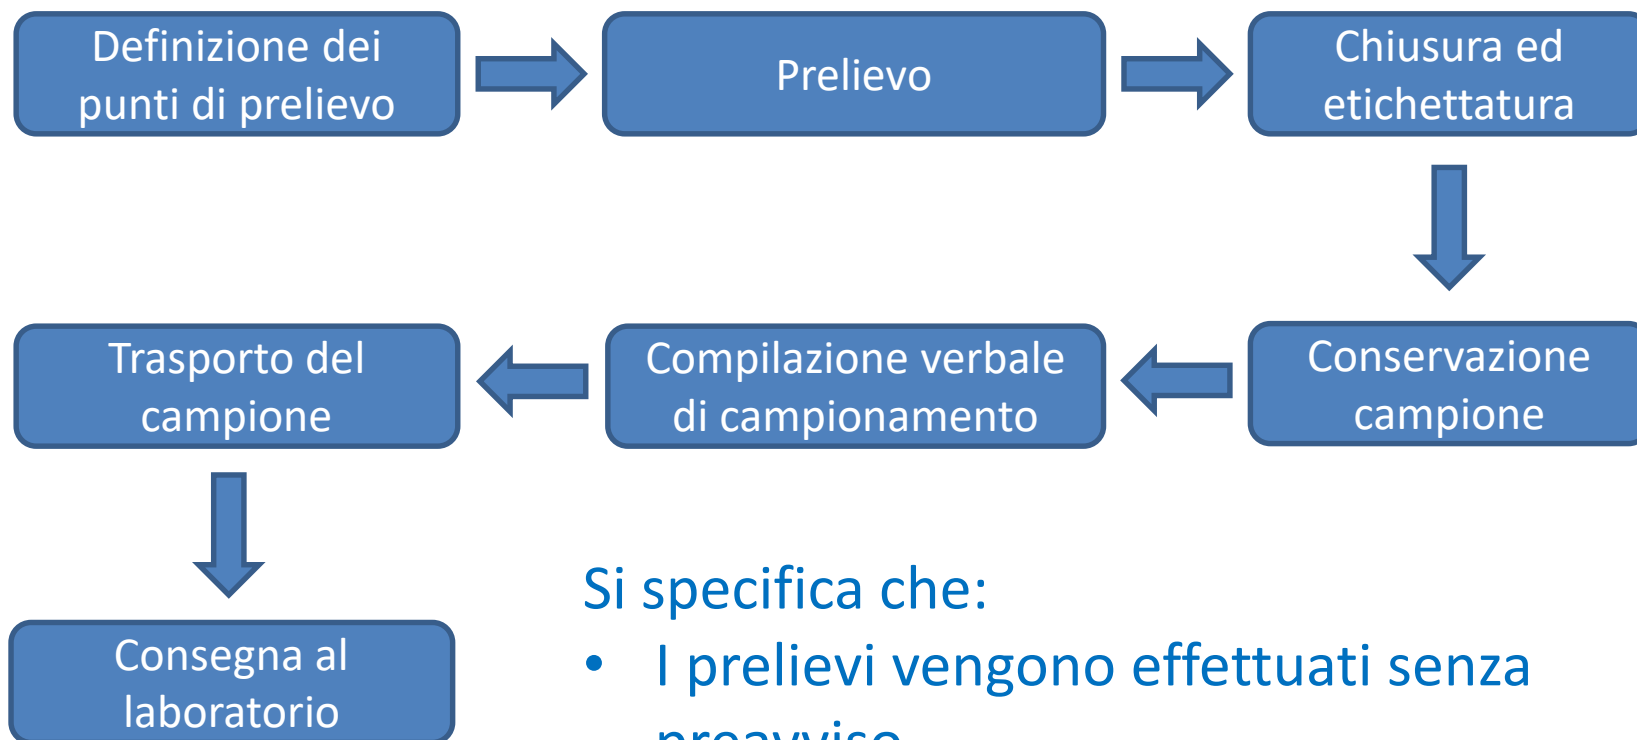 Definizione dei
punti di prelievo
Prelievo
Chiusura ed
etichettatura
Conservazione
campione
Compilazione verbale
di campionamento
Trasporto del
campione
Consegna al
laboratorio
Si specifica che:
• I prelievi vengono effettuati senza
preavviso